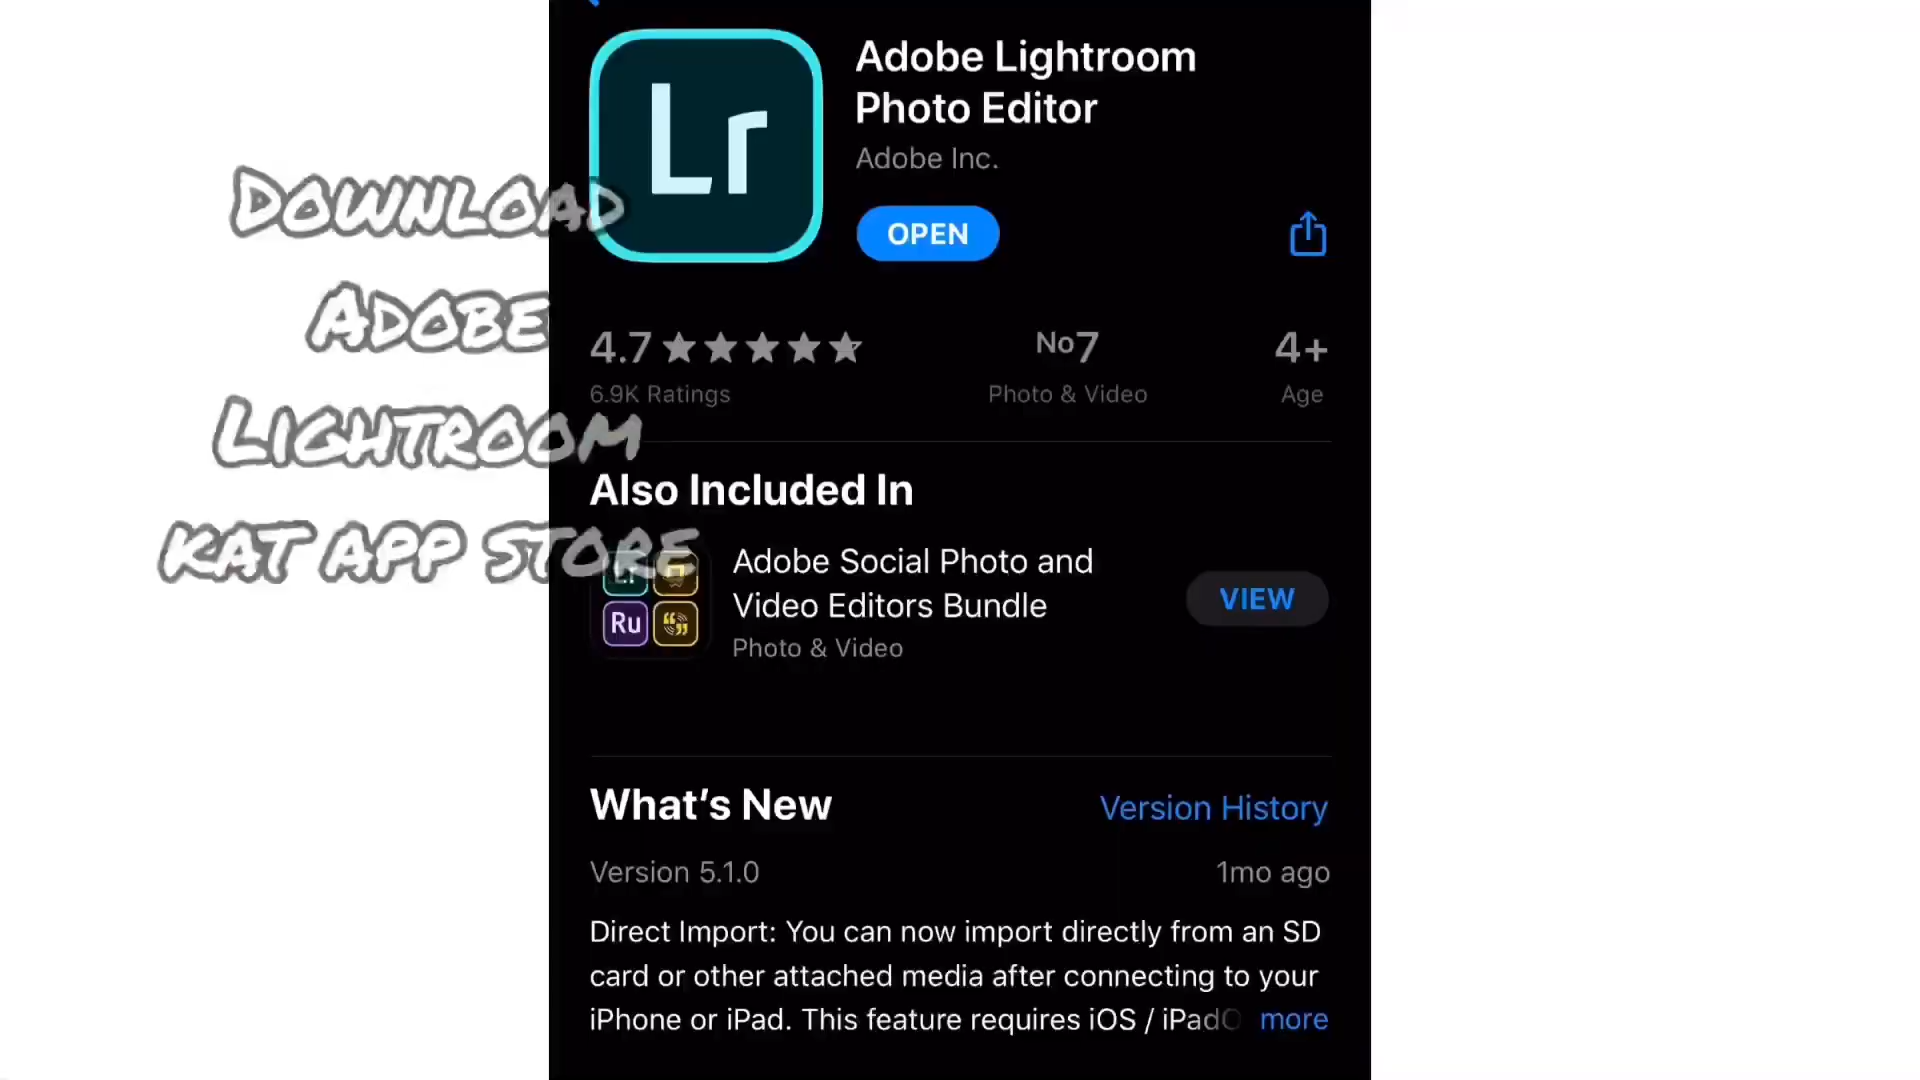 Download
Adobe
Lightroom
kat app store
Lr
Adobe Lightroom
Photo Editor
Adobe Inc.
OPEN
4.7
6.9K Ratings
No7
Photo & Video
4+
Age
Also Included In
Lr
Ru
Adobe Social Photo and
Video Editors Bundle
Photo & Video
VIEW
What's New
Version History
Version 5.1.0
1mo ago
Direct Import: You can now import directly from an SD
card or other attached media after connecting to your
iPhone or iPad. This feature requires iOS / iPadO
more